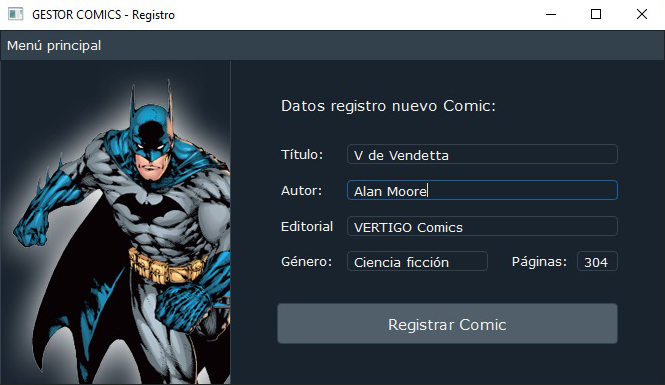 GESTOR COMICS - Registro
Menú principal
Datos registro nuevo Comic:
Título: V de Vendetta
Autor: Alan Moore
Editorial VERTIGO Comics
Género: Ciencia ficción Páginas: 304
Registrar Comic